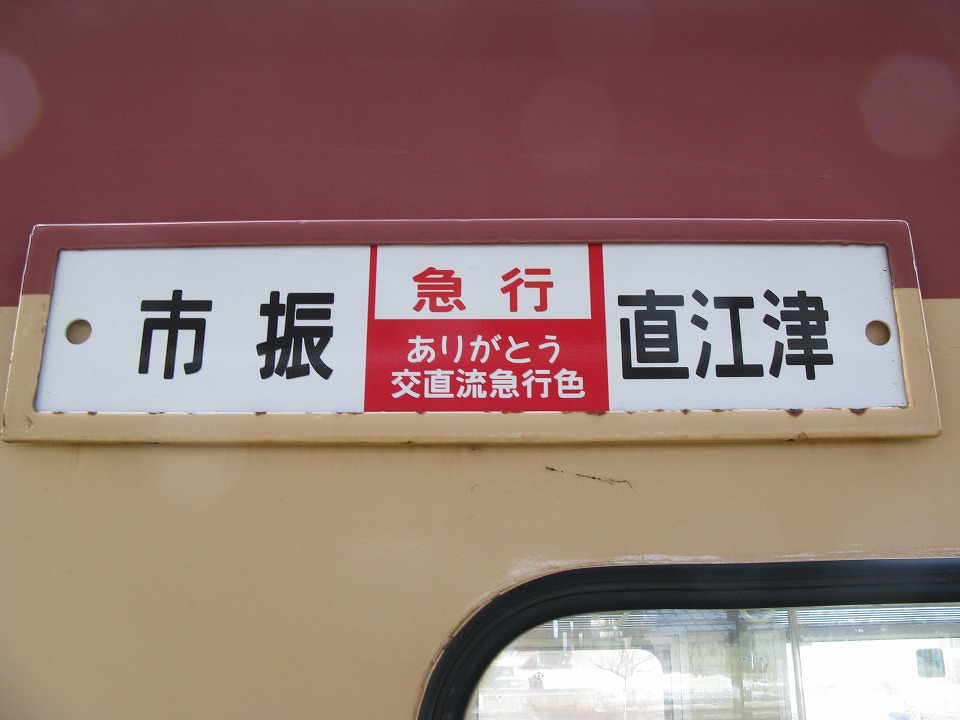 市振
急行
ありがとう
交直流急行色
直江津